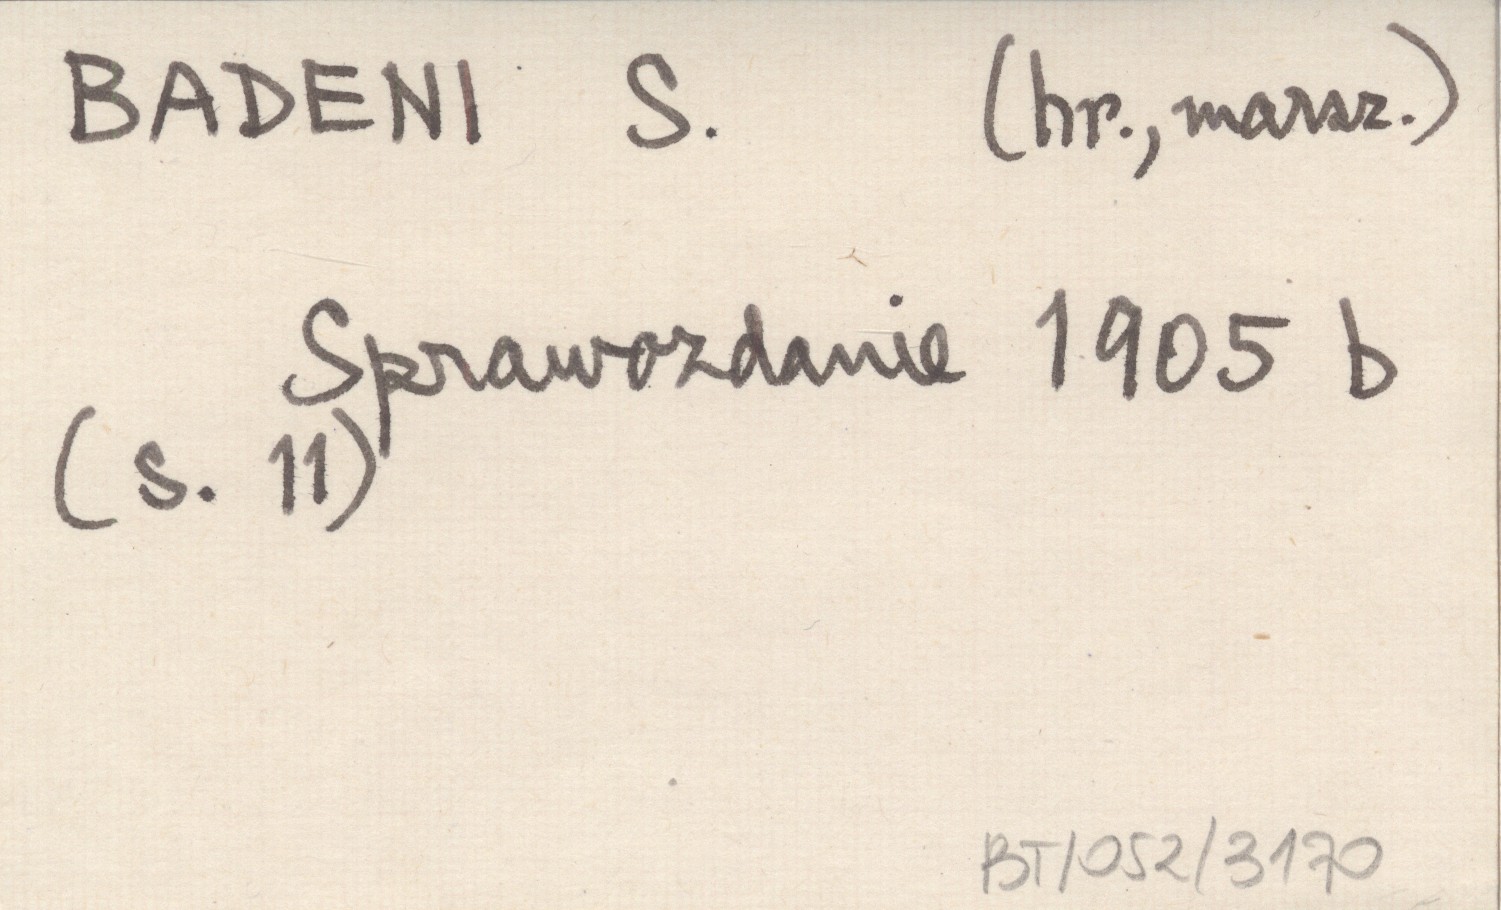 BADENI S. (hr., marsz.)
Sprawozdanie 1905 b
(s. 11)
BT/052/3170